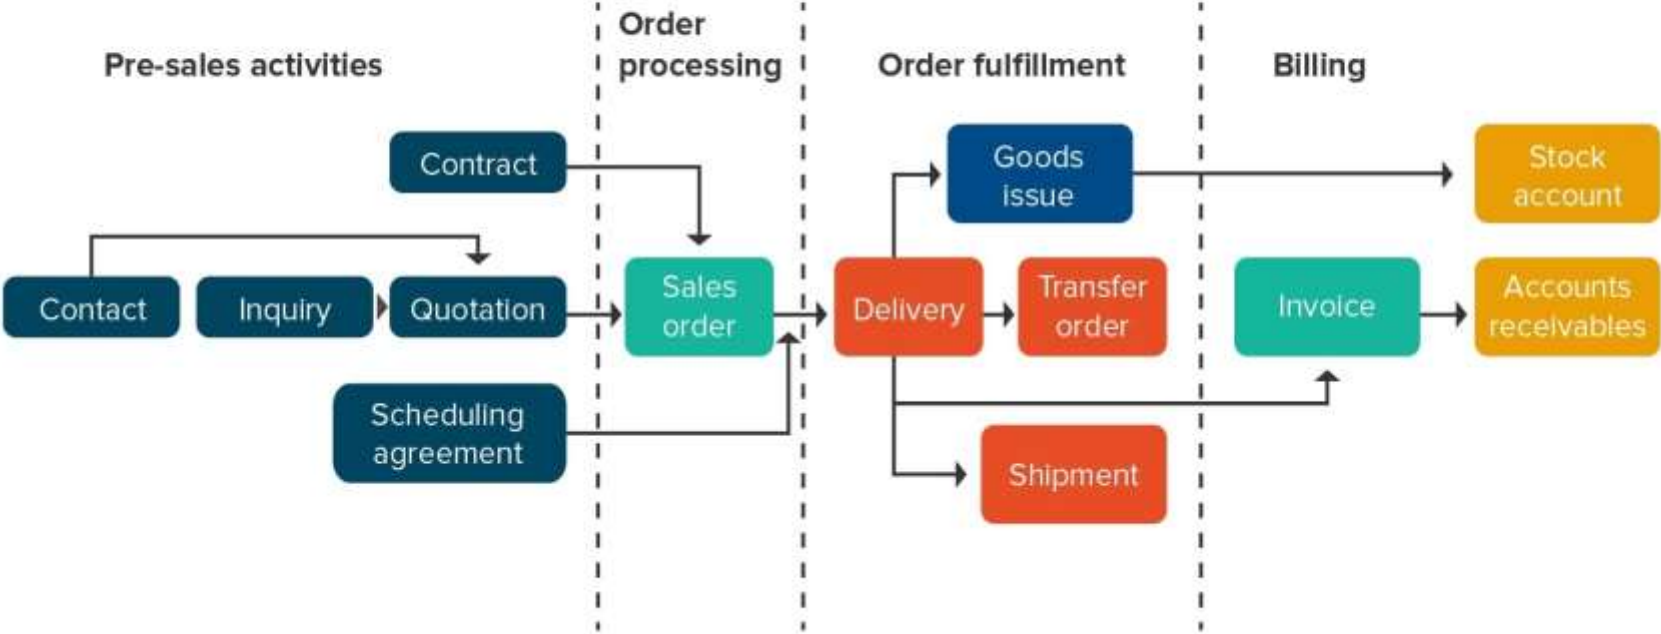 Pre-sales activities
Order
processing
Order fulfillment
Billing
Contract
Goods
issue
Stock
account
Contact
Inquiry
Quotation
Sales
order
Delivery
Transfer
order
Invoice
Accounts
receivables
Scheduling
agreement
Shipment